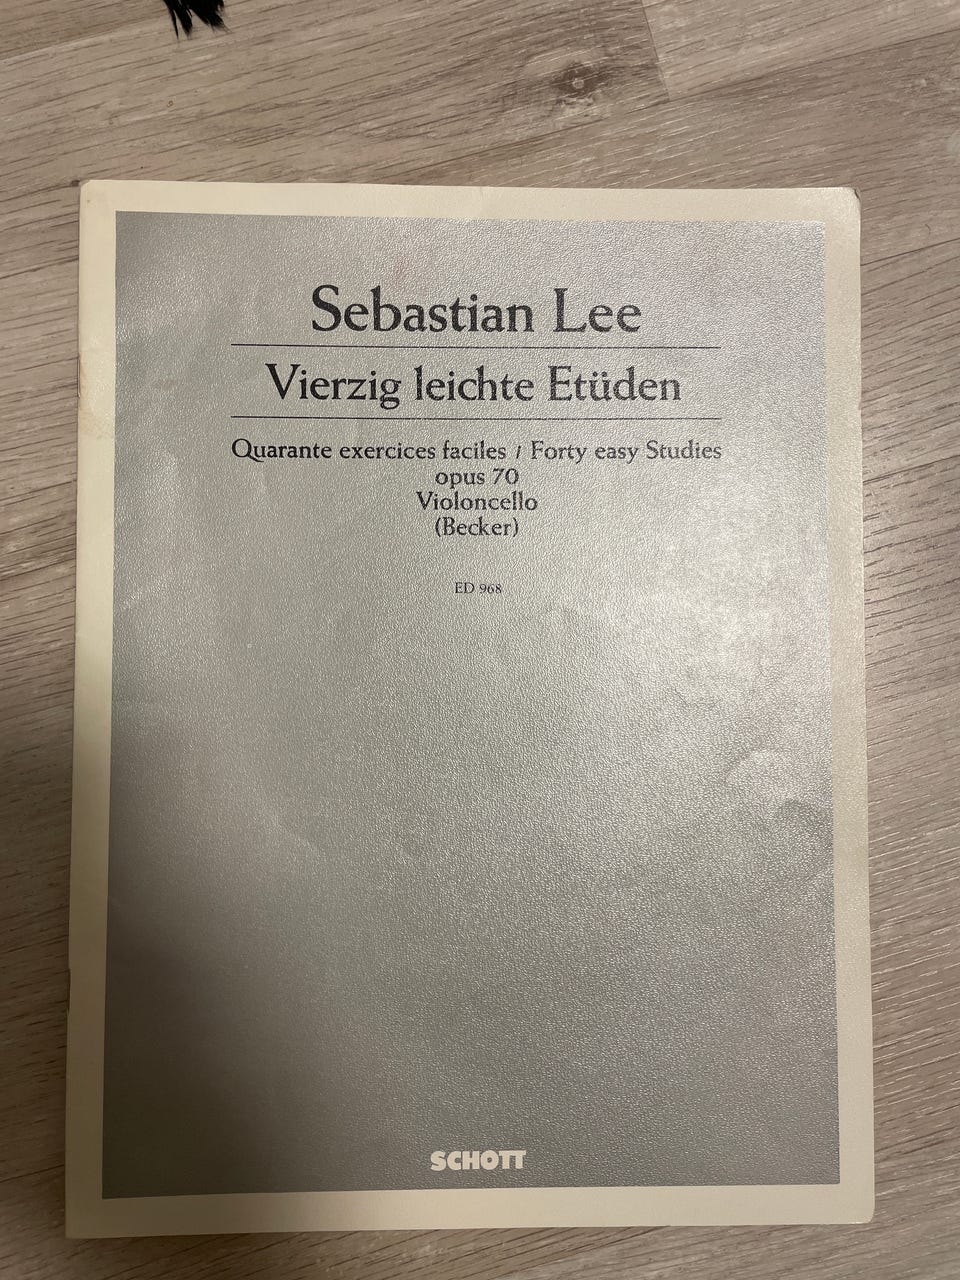 Sebastian Lee
Vierzig leichte Etüden
Quarante exercices faciles / Forty easy Studies
opus 70
Violoncello
(Becker)
ED 968
SCHOTT